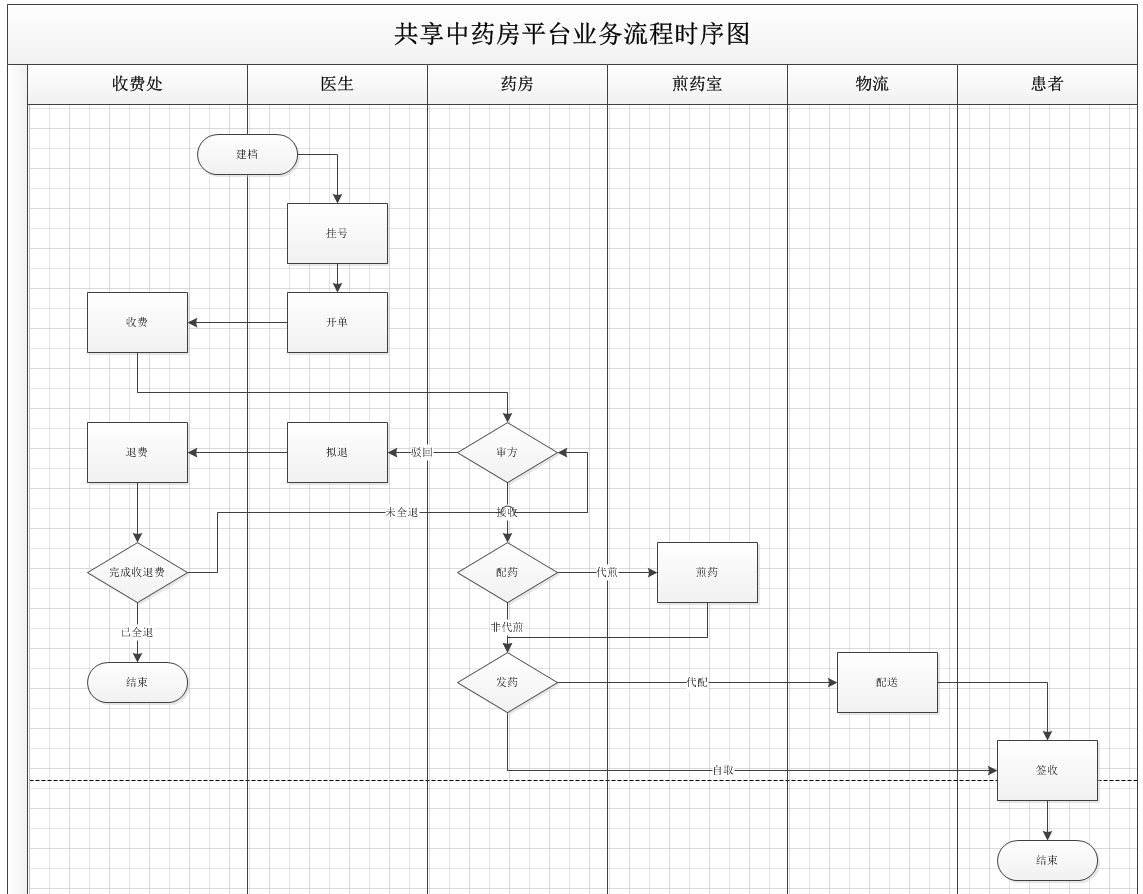 共享中药房平台业务流程时序图
收费处
医生
药房
煎药室
物流
患者
建档
挂号
收费
开单
退费
拟退
驳回
审方
未全退
接收
完成收退费
配药
代煎
煎药
已全退
非代煎
结束
发药
代配
配送
自取
签收
结束